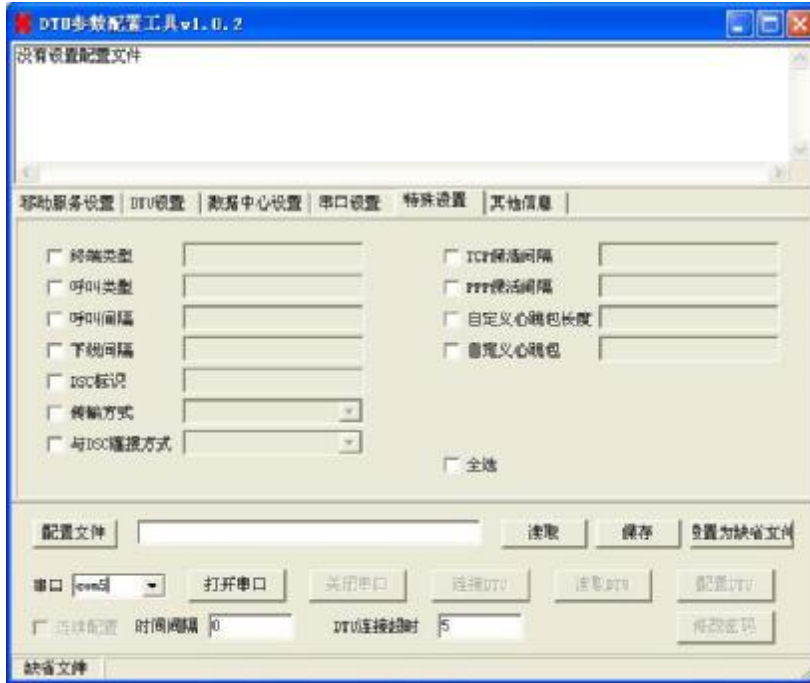 DTU参数配置工具v1.0.2
没有设置配置文件
移动服务设置 DTU设置 数据中心设置 串口设置 特殊设置 其他信息
终端类型 TCP保活间隔
呼叫类型 PPP保活间隔
呼叫间隔 自定义心跳包长度
下线间隔 自定义心跳包
DSC标识
传输方式
与DSC连接方式
全选
配置文件 读取 保存 设置为缺省文件
串口 com5 打开串口 关闭串口 连接DTU 读取DTU 配置DTU
连续配置 时间间隔 0 DTU连接超时 5 修改密码
缺省文件